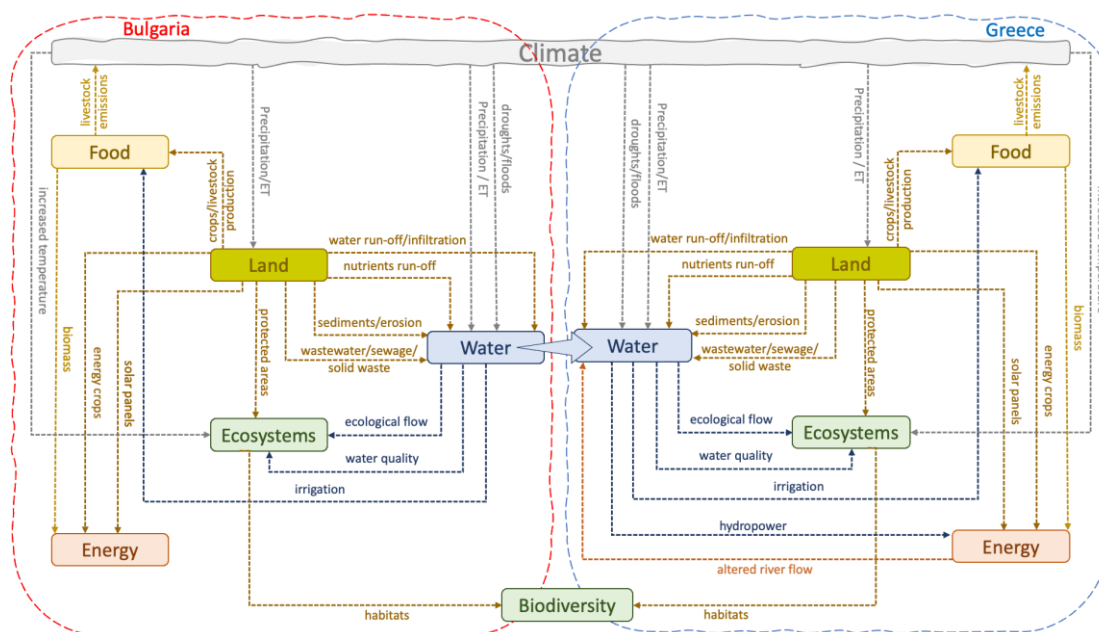 Bulgaria
Greece
Climate
livestock
emissions
Precipitation/ET
Precipitation / ET
droughts/floods
droughts/floods
Precipitation/ET
Precipitation / ET
livestock
emissions
Food
Food
increased temperature
crops/livestock
production
crops/livestock
production
water run-off/infiltration
water run-off/infiltration
Land
nutrients run-off
nutrients run-off
Land
biomass
energy crops
solar panels
protected areas
sediments/erosion
sediments/erosion
protected areas
solar panels
energy crops
biomass
Water
Water
wastewater/sewage/
solid waste
wastewater/sewage/
solid waste
Ecosystems
ecological flow
ecological flow
Ecosystems
water quality
water quality
irrigation
irrigation
hydropower
Energy
Energy
altered river flow
habitats
Biodiversity
habitats